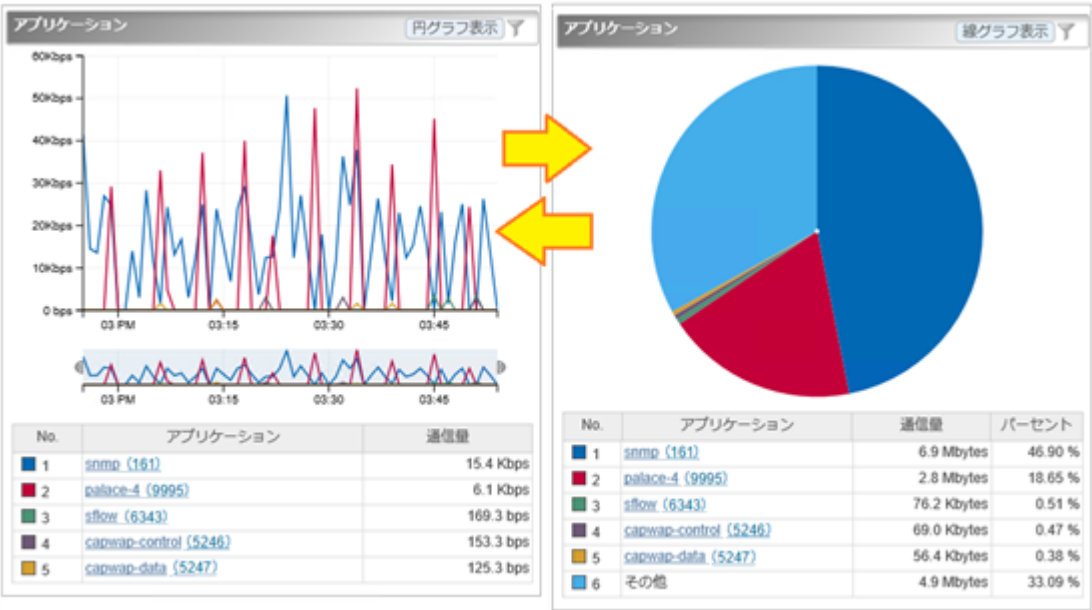 アプリケーション 円グラフ表示
60Kbps
50Kbps
40Kbps
30Kbps
20Kbps
10Kbps
0 bps
03 PM 03:15 03:30 03:45
03 PM 03:15 03:30 03:45
No. アプリケーション 通信量
1 snmp (161) 15.4 Kbps
2 palace-4 (9995) 6.1 Kbps
3 sflow (6343) 169.3 bps
4 capwap-control (5246) 153.3 bps
5 capwap-data (5247) 125.3 bps
アプリケーション 線グラフ表示
No. アプリケーション 通信量 パーセント
1 snmp (161) 6.9 Mbytes 46.90 %
2 palace-4 (9995) 2.8 Mbytes 18.65 %
3 sflow (6343) 76.2 Kbytes 0.51 %
4 capwap-control (5246) 69.0 Kbytes 0.47 %
5 capwap-data (5247) 56.4 Kbytes 0.38 %
6 その他 4.9 Mbytes 33.09 %